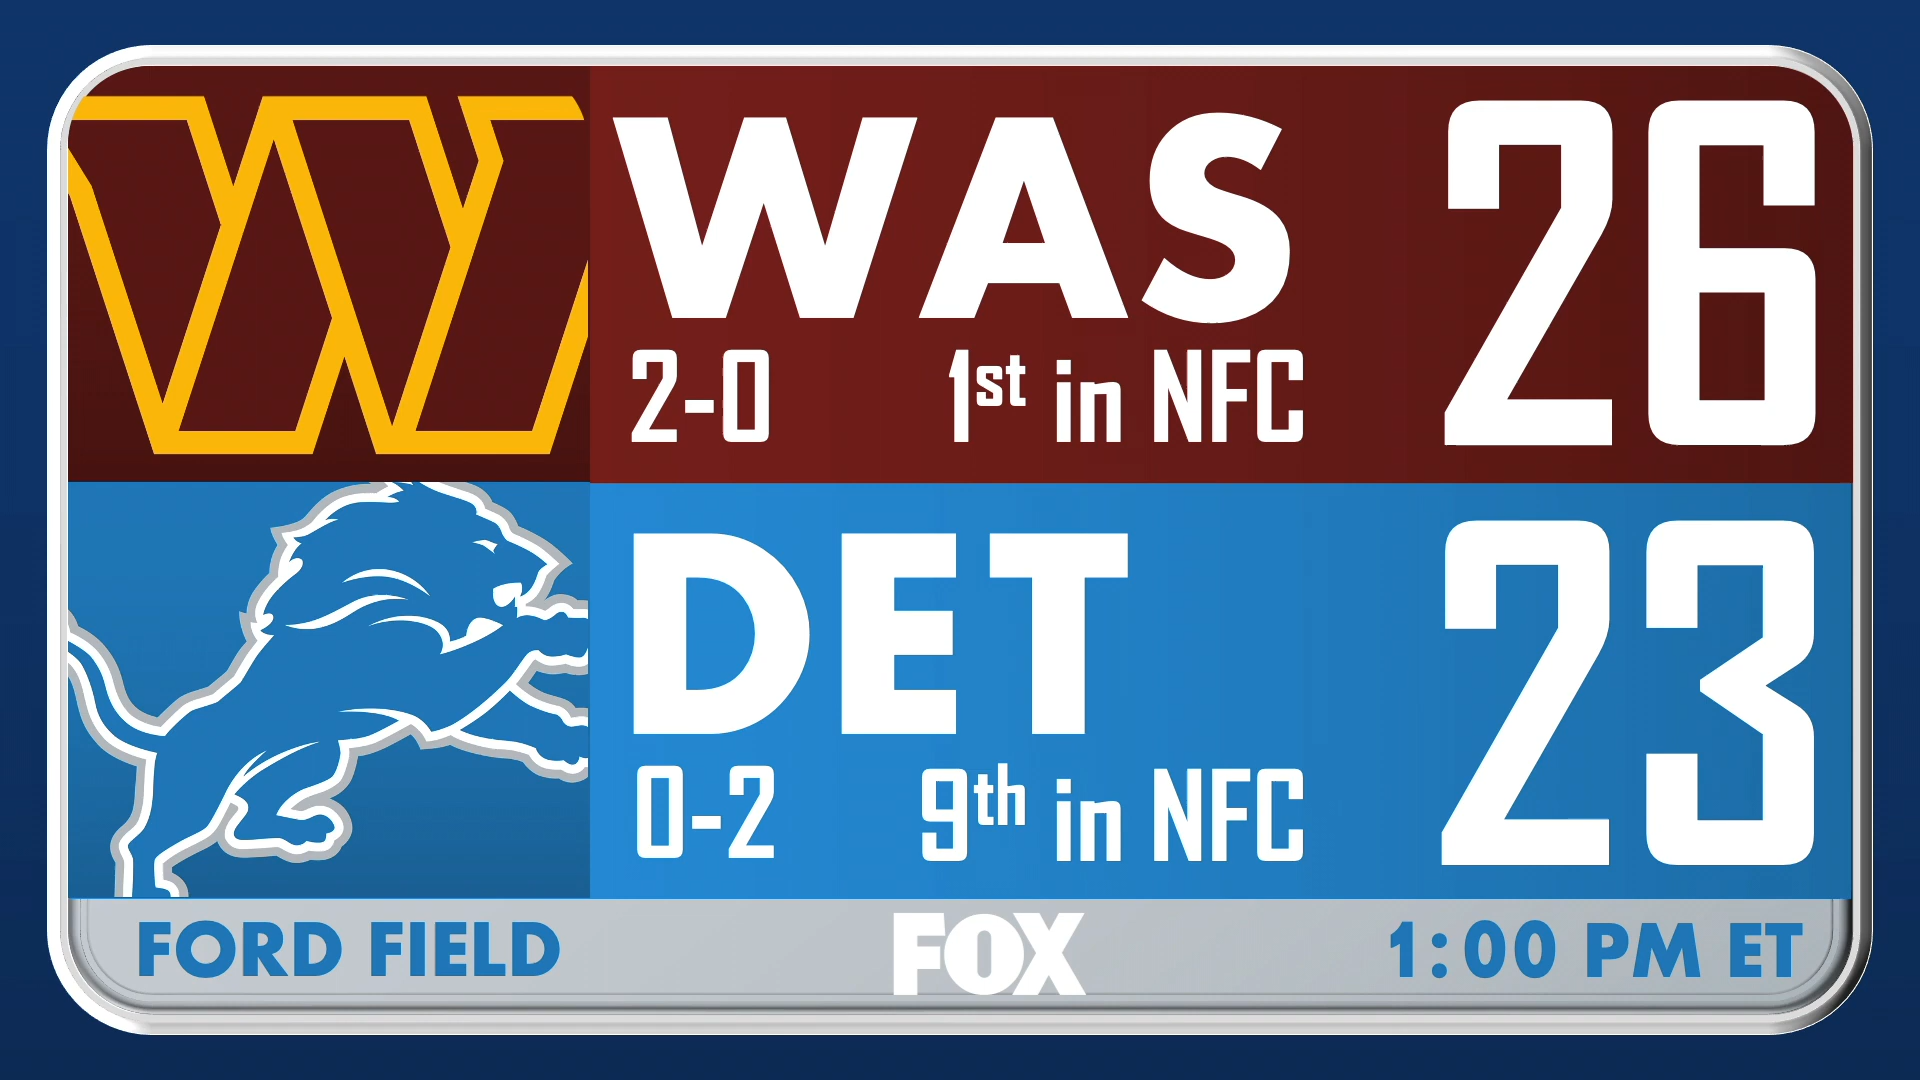 WAS 26
2-0 1st in NFC
DET 23
0-2 9th in NFC
FORD FIELD FOX 1:00 PM ET